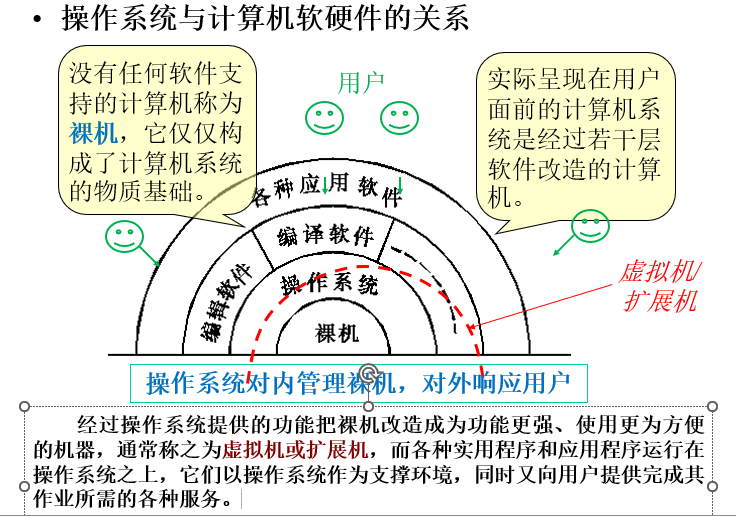 • 操作系统与计算机软硬件的关系
没有任何软件支
持的计算机称为
裸机，它仅仅构
成了计算机系统
的物质基础。
用户
实际呈现在用户
面前的计算机系
统是经过若干层
软件改造的计算
机。
各种应用软件
编译软件
编辑软件
操作系统
裸机
虚拟机/
扩展机
操作系统对内管理裸机，对外响应用户
经过操作系统提供的功能把裸机改造成为功能更强、使用更为方便
的机器，通常称之为虚拟机或扩展机，而各种实用程序和应用程序运行在
操作系统之上，它们以操作系统作为支撑环境，同时又向用户提供完成其
作业所需的各种服务。